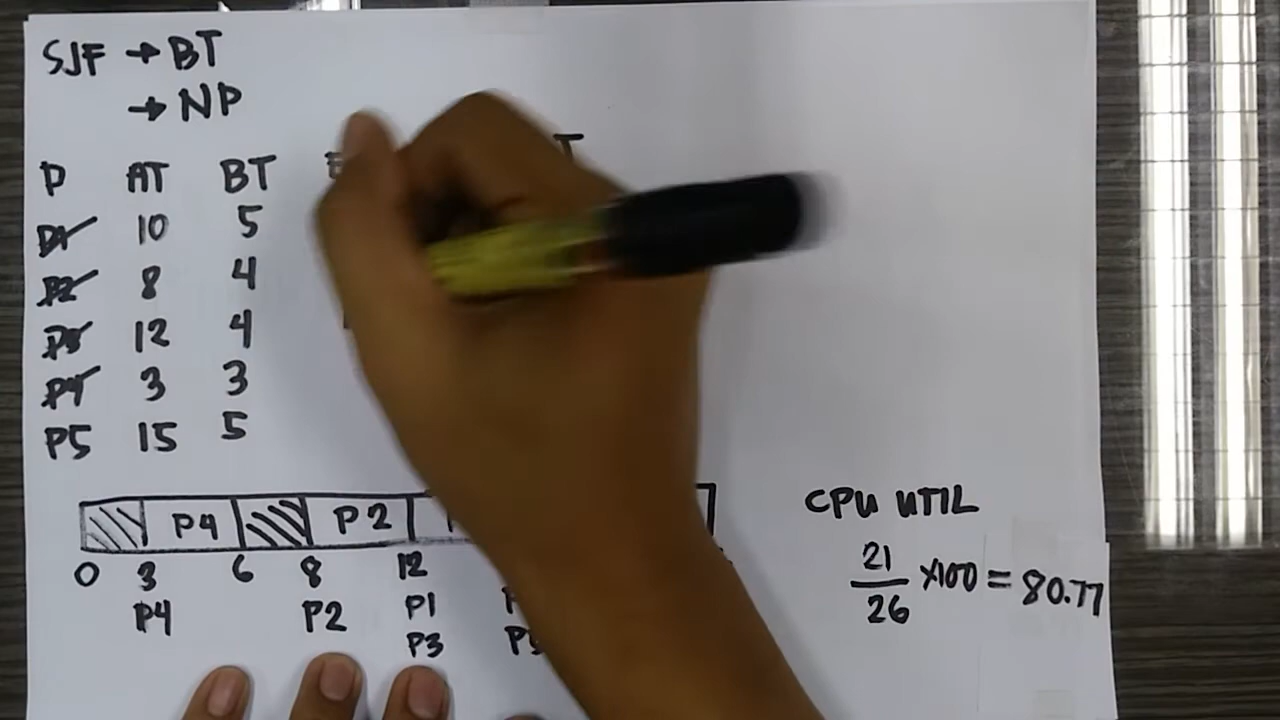 SJF → BT
→ NP
P AT BT
P1 10 5
P2 8 4
P3 12 4
P4 3 3
P5 15 5
P4 P2
0 3 6 8 12
P4 P2 P1
P3
CPU UTIL
21
26
×100 = 80.77